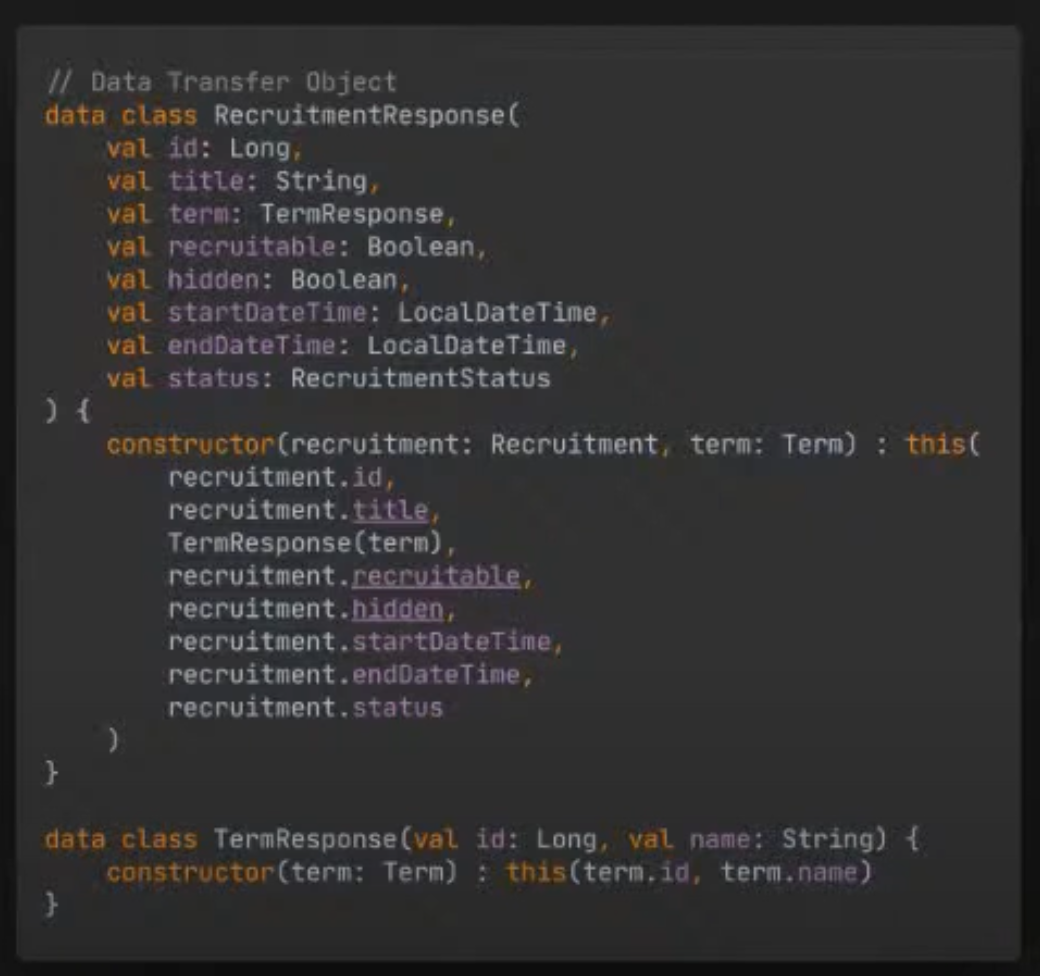 // Data Transfer Object
data class RecruitmentResponse(
    val id: Long,
    val title: String,
    val term: TermResponse,
    val recruitable: Boolean,
    val hidden: Boolean,
    val startDateTime: LocalDateTime,
    val endDateTime: LocalDateTime,
    val status: RecruitmentStatus
) {
    constructor(recruitment: Recruitment, term: Term) : this(
        recruitment.id,
        recruitment.title,
        TermResponse(term),
        recruitment.recruitable,
        recruitment.hidden,
        recruitment.startDateTime,
        recruitment.endDateTime,
        recruitment.status
    )
}

data class TermResponse(val id: Long, val name: String) {
    constructor(term: Term) : this(term.id, term.name)
}